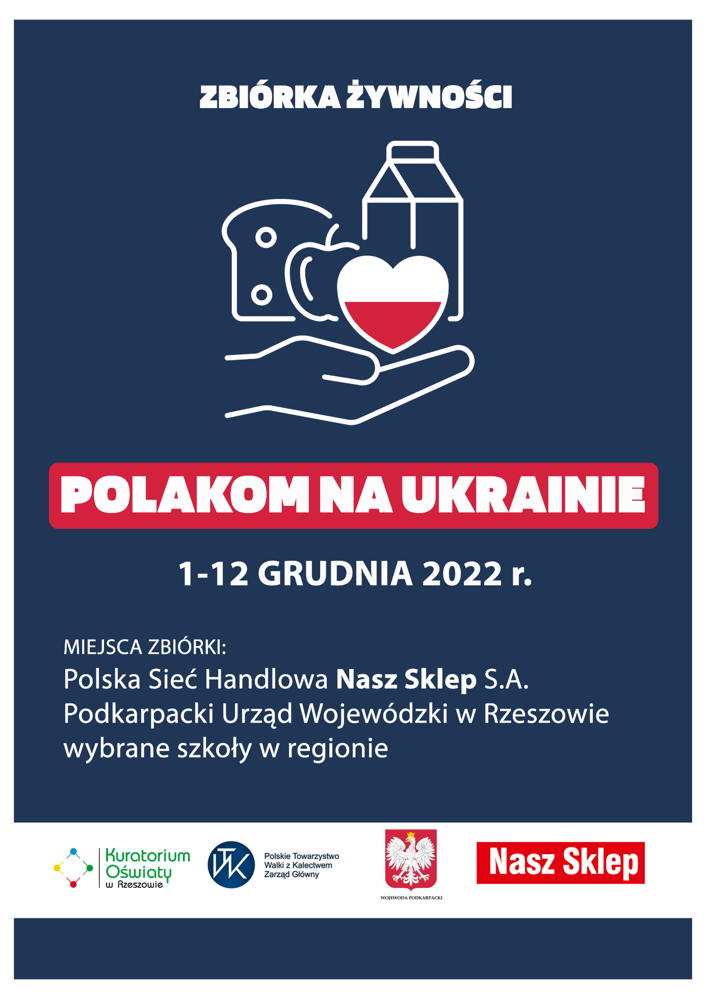 ZBIÓRKA ŻYWNOŚCI
POLAKOM NA UKRAINIE
1-12 GRUDNIA 2022 r.
MIEJSCA ZBIÓRKI:
Polska Sieć Handlowa Nasz Sklep S.A.
Podkarpacki Urząd Wojewódzki w Rzeszowie
wybrane szkoły w regionie
Kuratorium
Oświaty
w Rzeszowie
TWK
Polskie Towarzystwo
Walki z Kalectwem
Zarząd Główny
WOJEWODA PODKARPACKI
Nasz Sklep